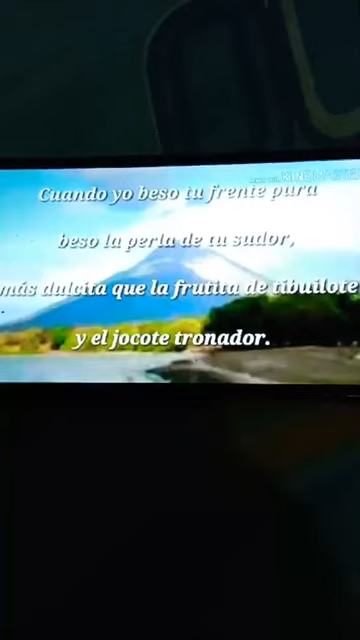 KINEMASTER
Cuando yo beso tu frente pura
beso la perla de tu sudor,
más dulcita que la frutita de tibuilote
y el jocote tronador.